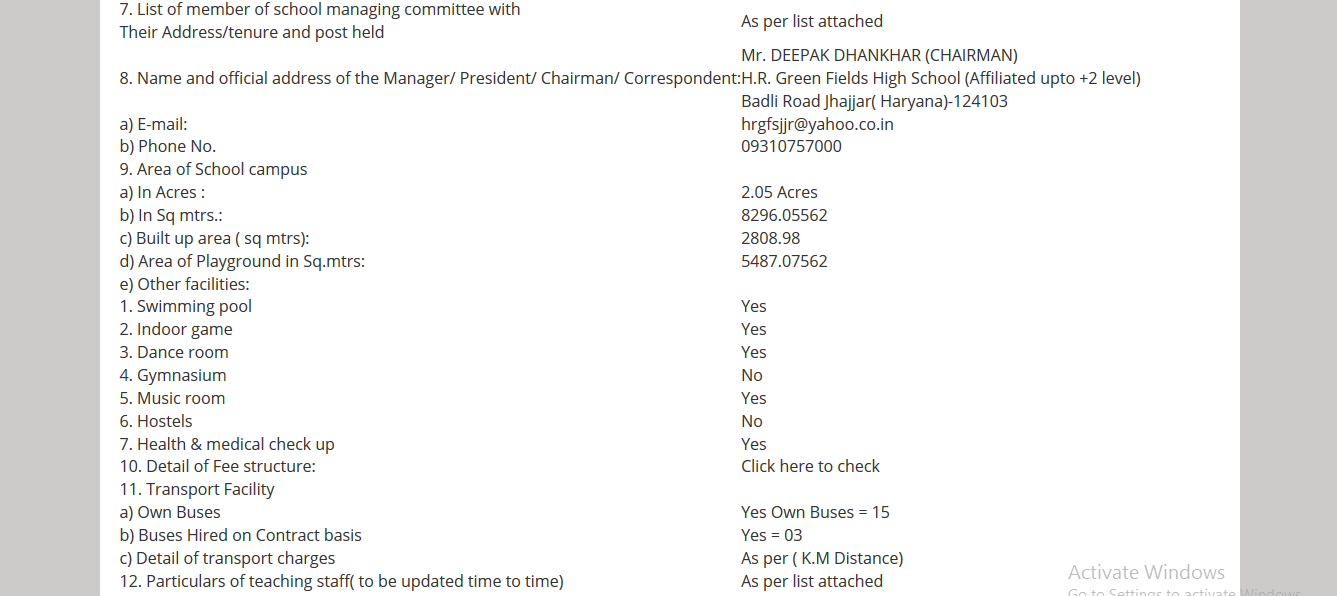 7. List of member of school managing committee with
Their Address/tenure and post held
As per list attached
Mr. DEEPAK DHANKHAR (CHAIRMAN)
8. Name and official address of the Manager/ President/ Chairman/ Correspondent:H.R. Green Fields High School (Affiliated upto +2 level)
Badli Road Jhajjar( Haryana)-124103
a) E-mail: hrgfsjjr@yahoo.co.in
b) Phone No. 09310757000
9. Area of School campus
a) In Acres : 2.05 Acres
b) In Sq mtrs.: 8296.05562
c) Built up area ( sq mtrs): 2808.98
d) Area of Playground in Sq.mtrs: 5487.07562
e) Other facilities:
1. Swimming pool Yes
2. Indoor game Yes
3. Dance room Yes
4. Gymnasium No
5. Music room Yes
6. Hostels No
7. Health & medical check up Yes
10. Detail of Fee structure: Click here to check
11. Transport Facility
a) Own Buses Yes Own Buses = 15
b) Buses Hired on Contract basis Yes = 03
c) Detail of transport charges As per ( K.M Distance)
12. Particulars of teaching staff( to be updated time to time) As per list attached
Activate Windows
Go to Settings to activate Windows.